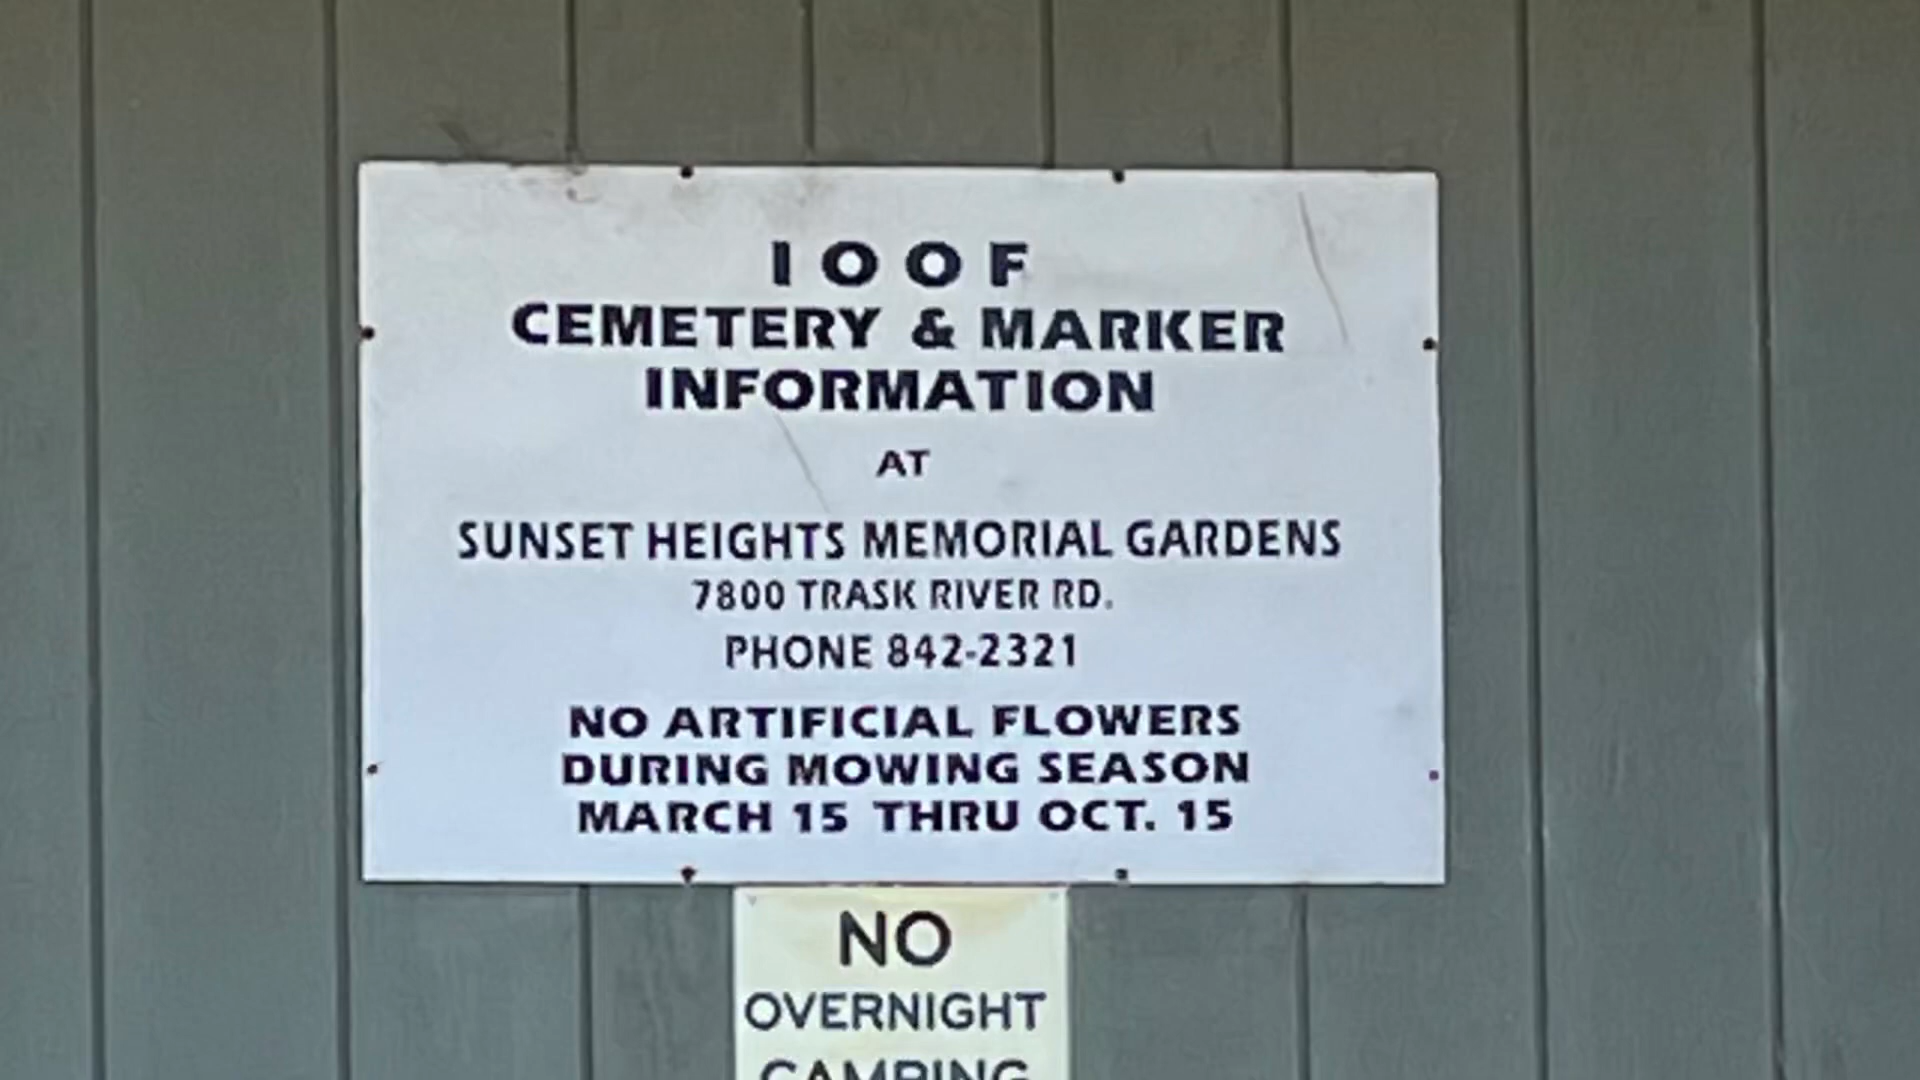 I O O F
CEMETERY & MARKER
INFORMATION
AT
SUNSET HEIGHTS MEMORIAL GARDENS
7800 TRASK RIVER RD.
PHONE 842-2321
NO ARTIFICIAL FLOWERS
DURING MOWING SEASON
MARCH 15 THRU OCT. 15
NO
OVERNIGHT
CAMPING